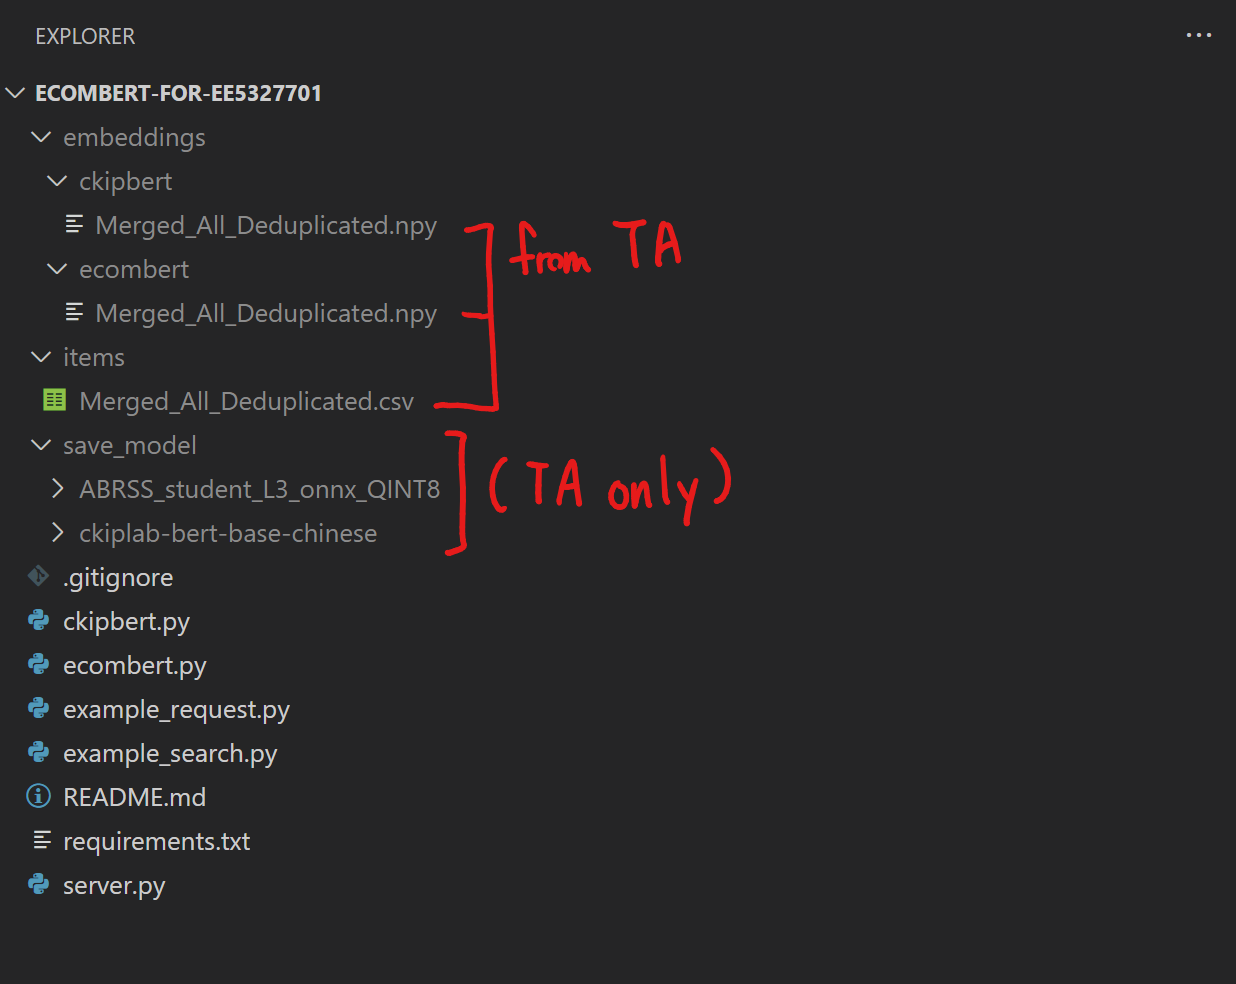 EXPLORER
ECOMBERT-FOR-EE5327701
embeddings
ckipbert
Merged_All_Deduplicated.npy
from TA
ecombert
Merged_All_Deduplicated.npy
items
Merged_All_Deduplicated.csv
save_model
ABRSS_student_L3_onnx_QINT8
(TA only)
ckiplab-bert-base-chinese
.gitignore
ckipbert.py
ecombert.py
example_request.py
example_search.py
README.md
requirements.txt
server.py